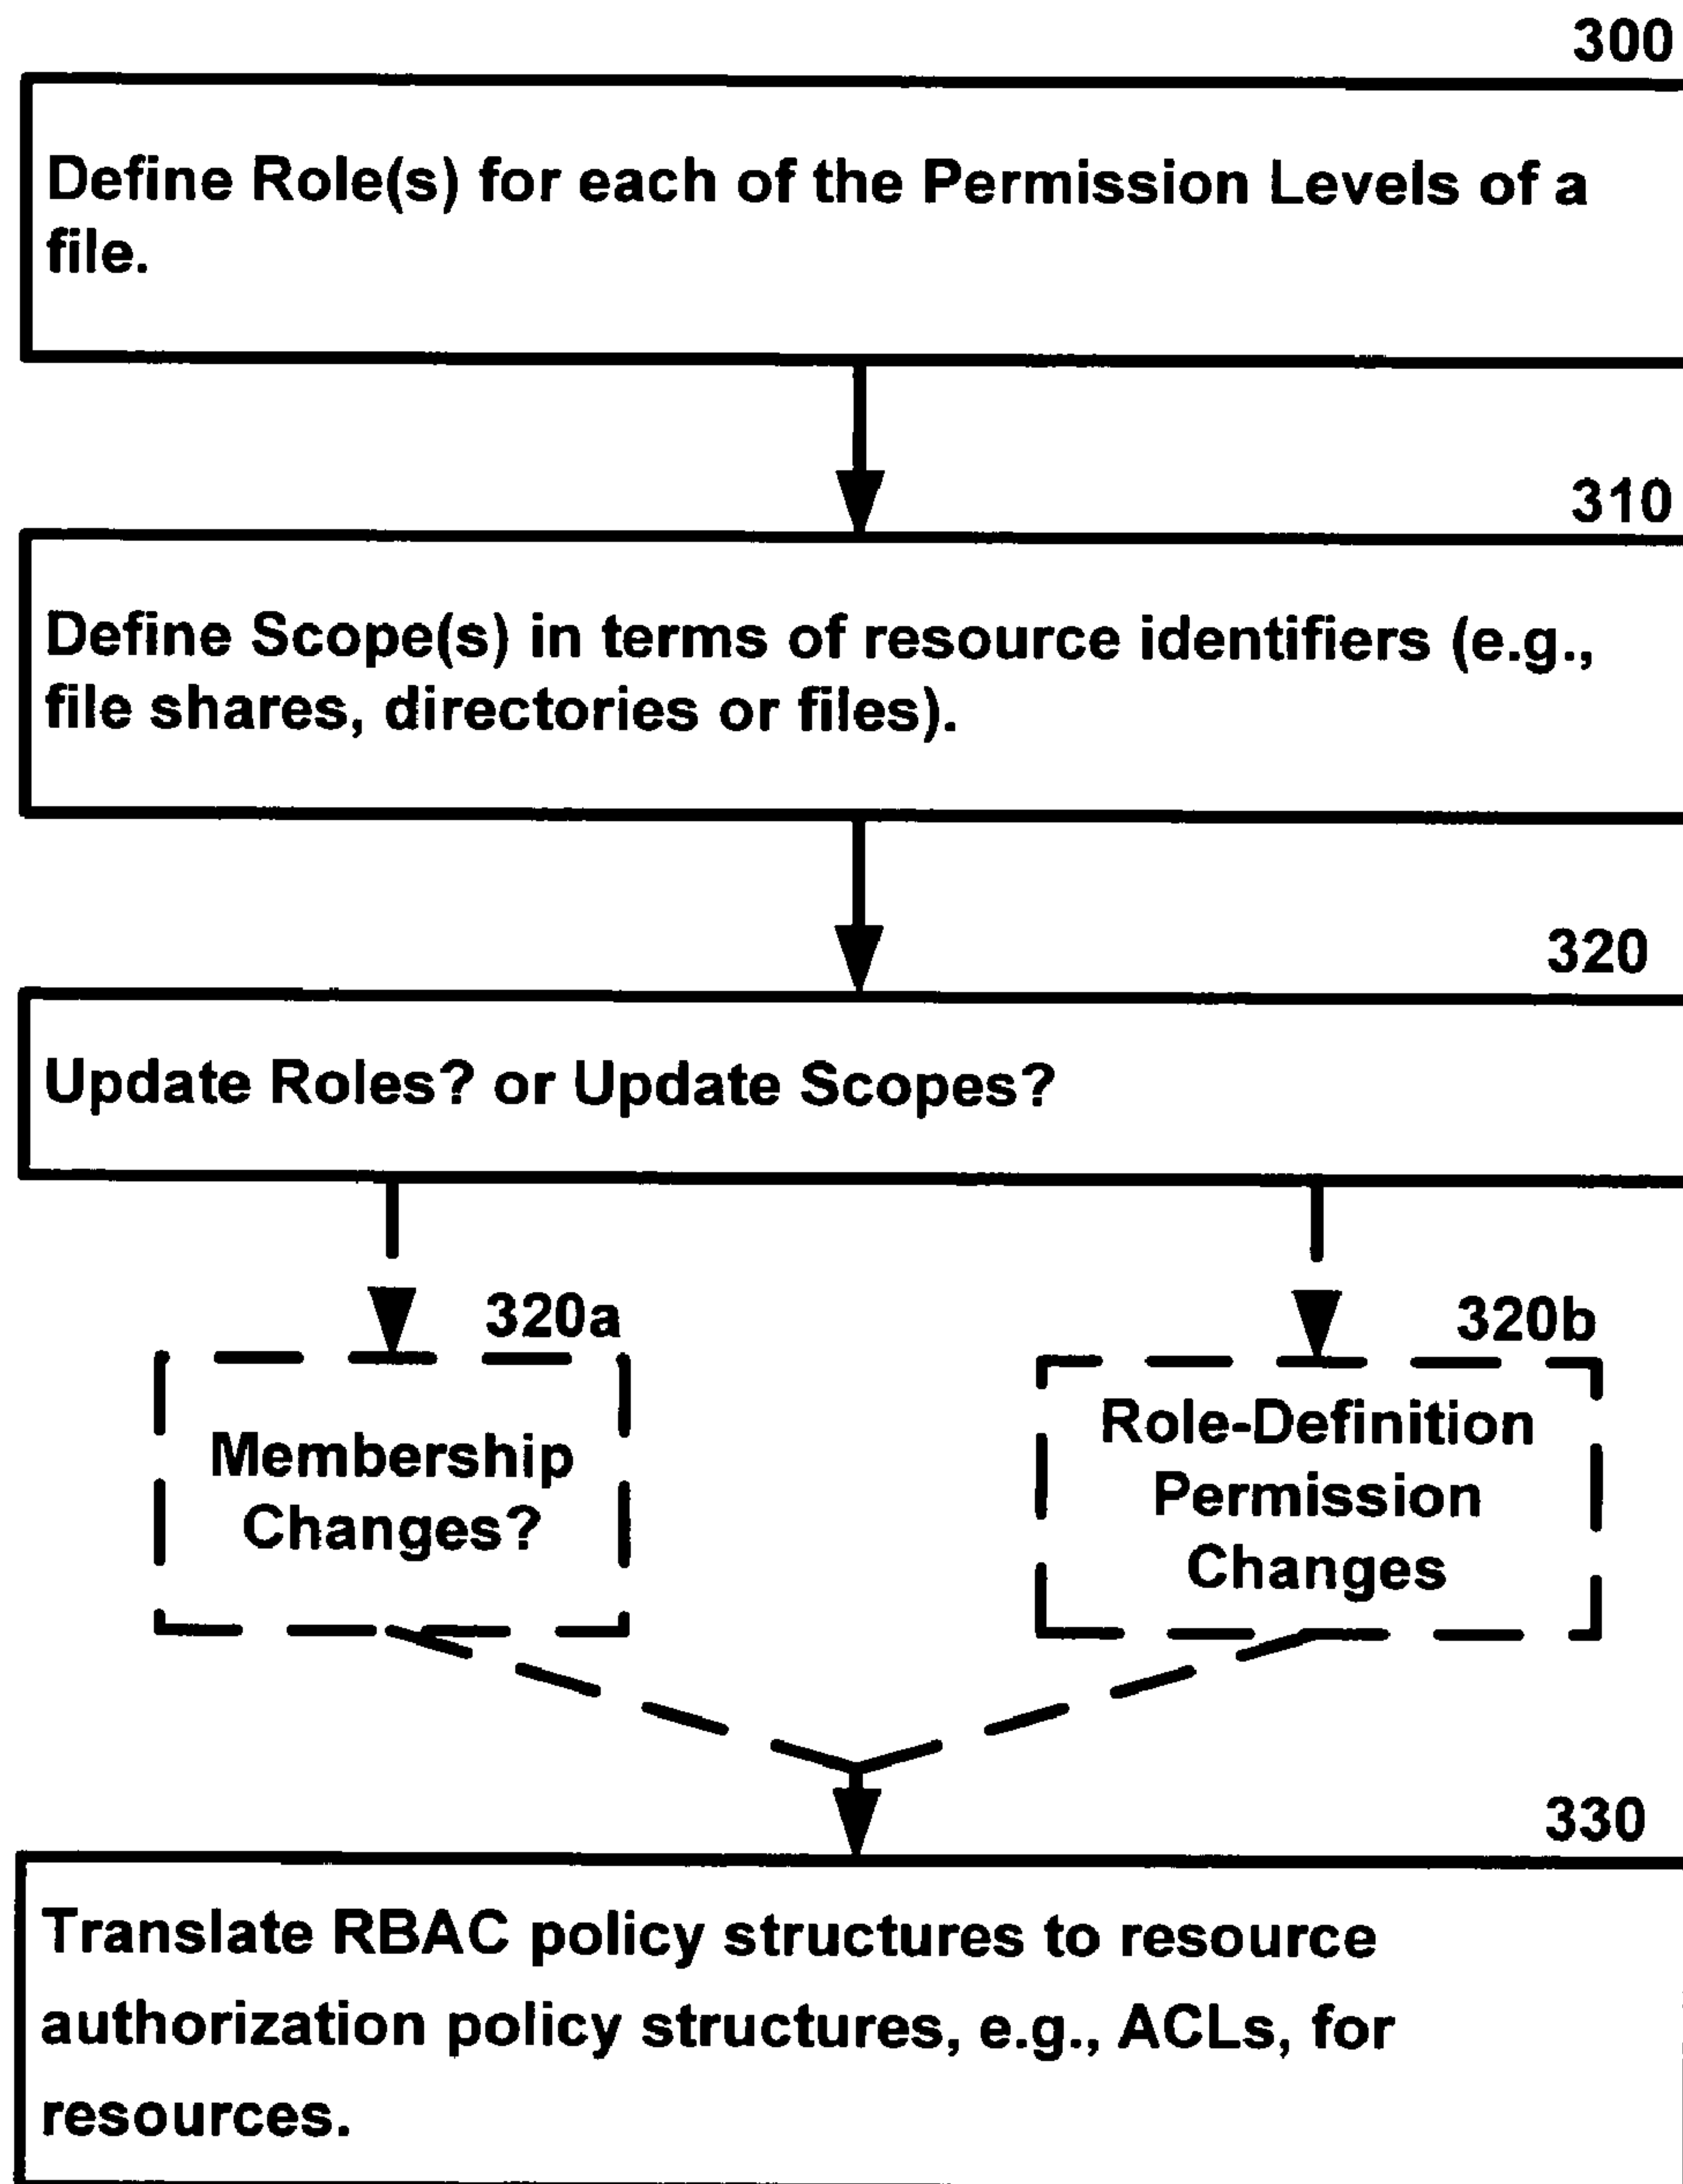 300
Define Role(s) for each of the Permission Levels of a
file.
310
Define Scope(s) in terms of resource identifiers (e.g.,
file shares, directories or files).
320
Update Roles? or Update Scopes?
320a
Membership
Changes?
320b
Role-Definition
Permission
Changes
330
Translate RBAC policy structures to resource
authorization policy structures, e.g., ACLs, for
resources.